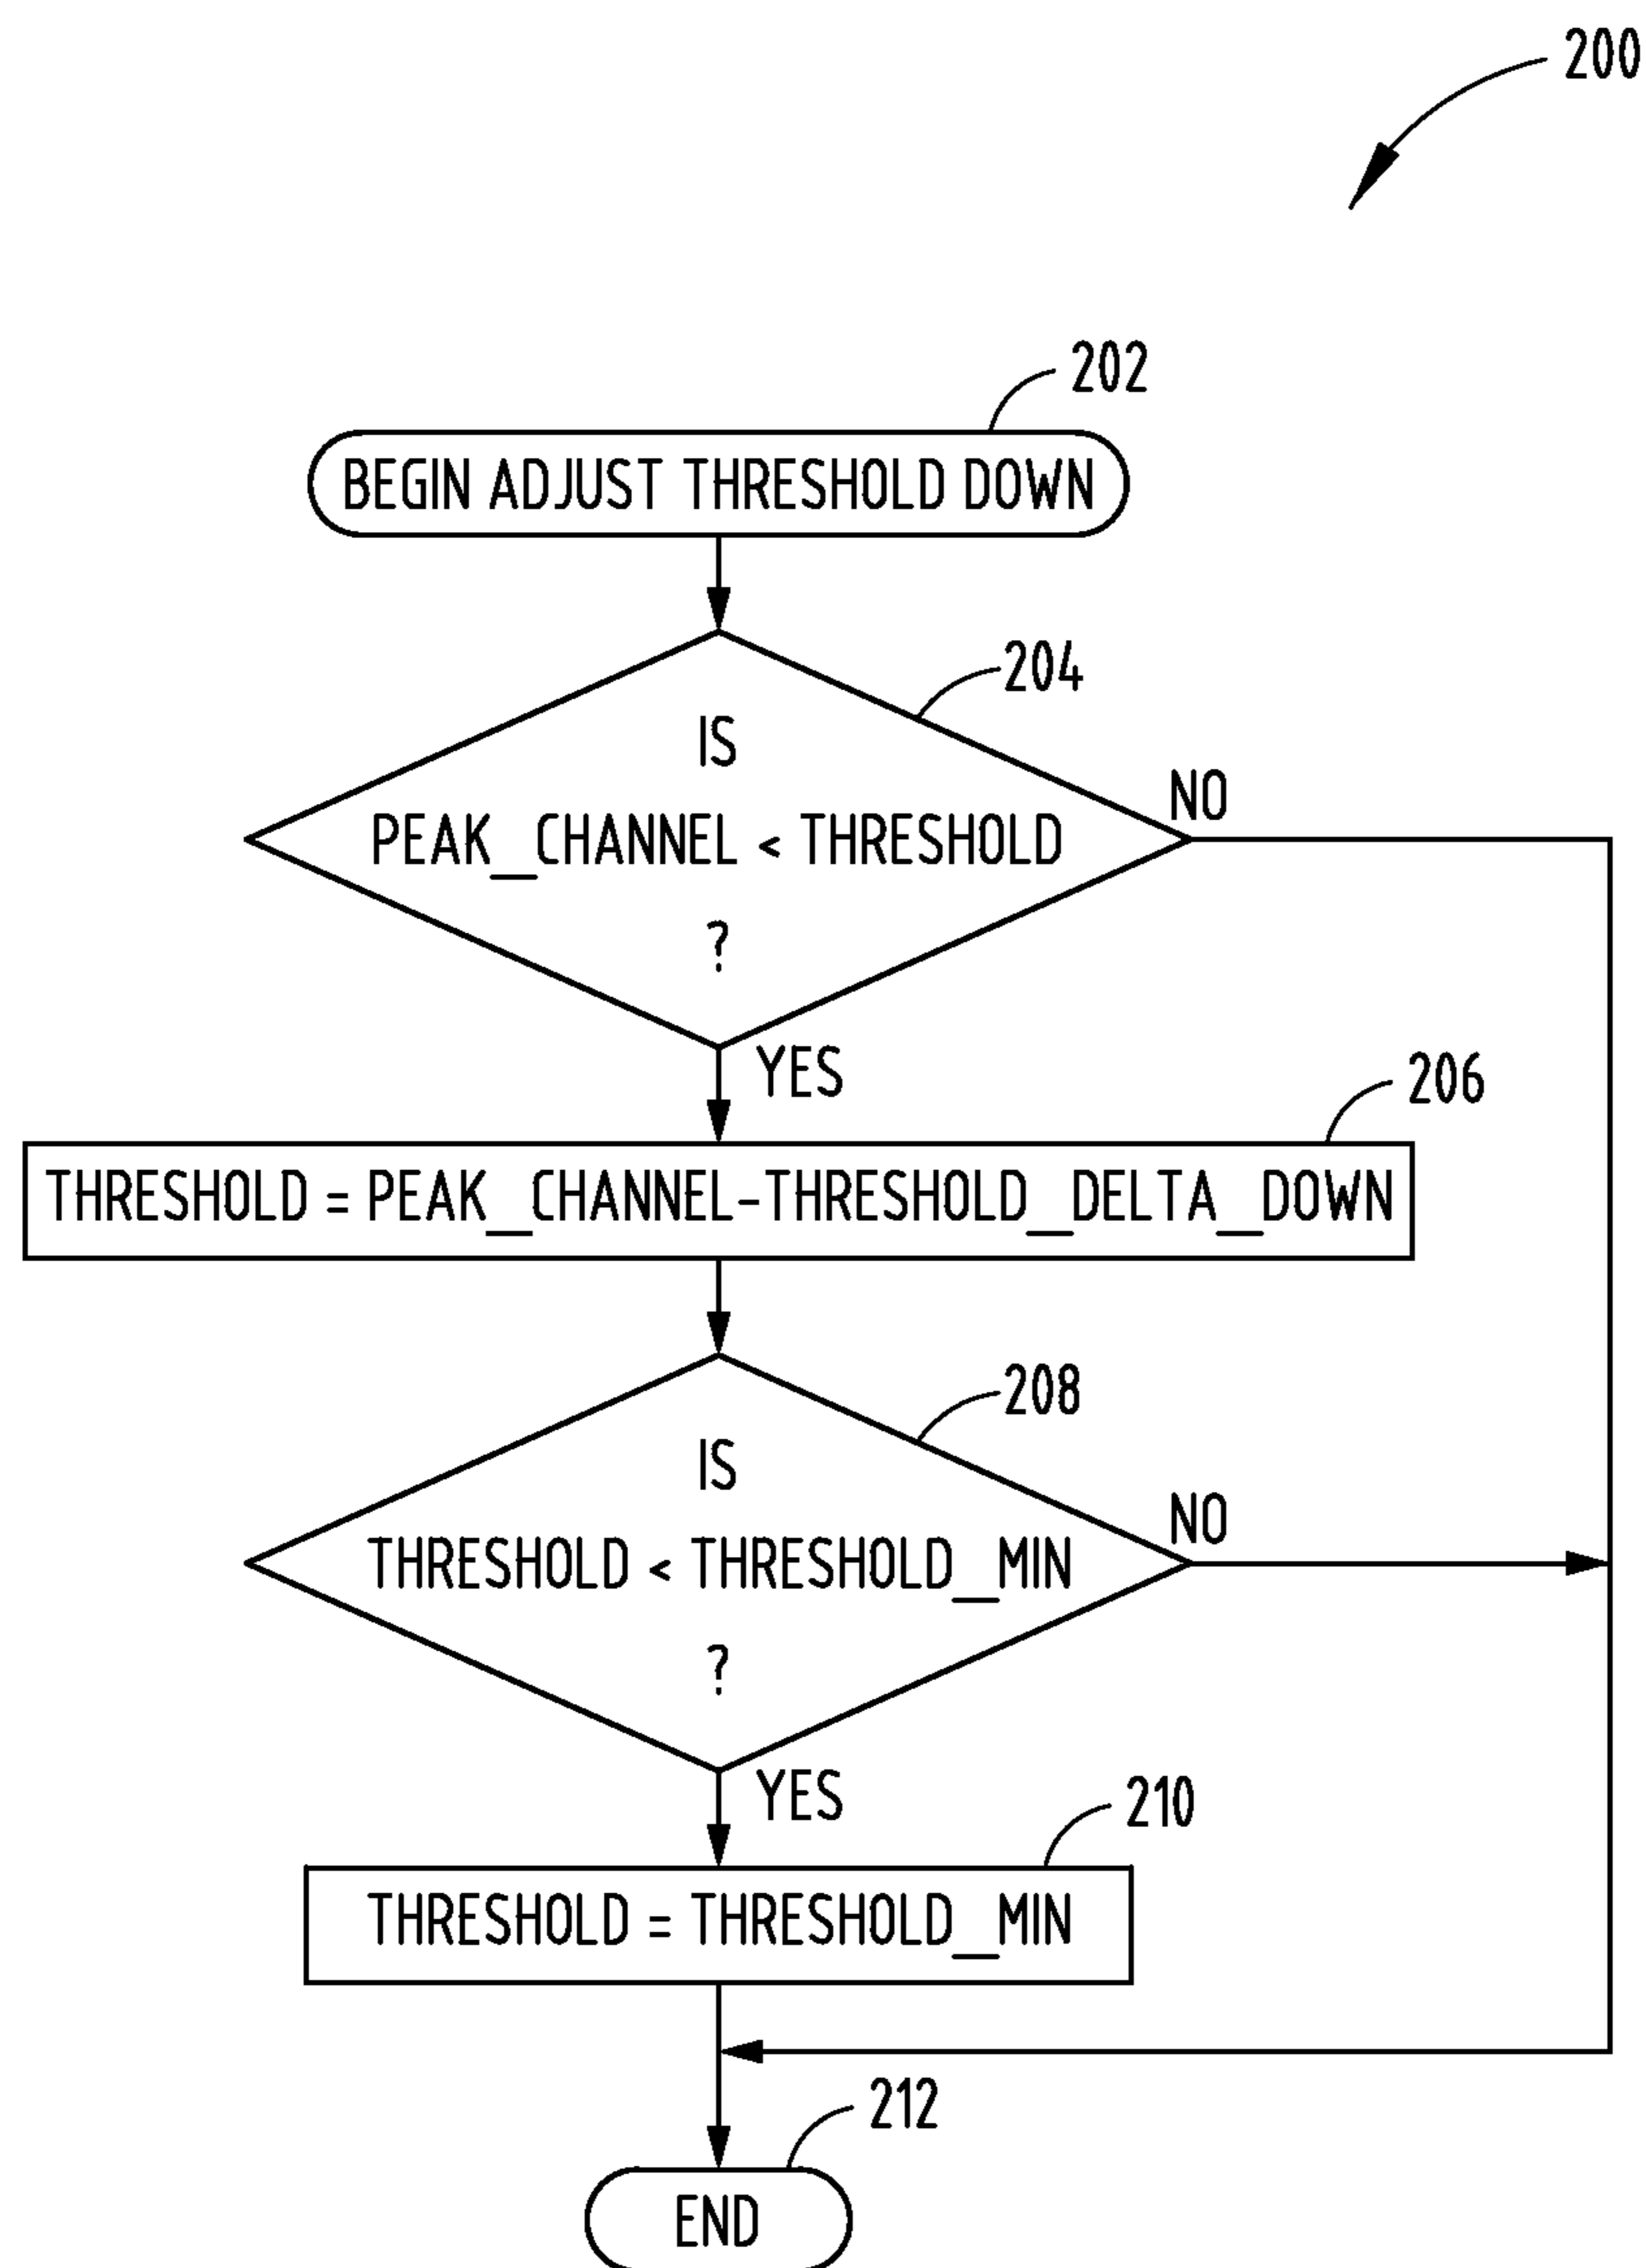 200
202
BEGIN ADJUST THRESHOLD DOWN
204
IS
PEAK_CHANNEL < THRESHOLD
?
NO
YES
206
THRESHOLD = PEAK_CHANNEL-THRESHOLD_DELTA_DOWN
208
IS
THRESHOLD < THRESHOLD_MIN
?
NO
YES
210
THRESHOLD = THRESHOLD_MIN
212
END